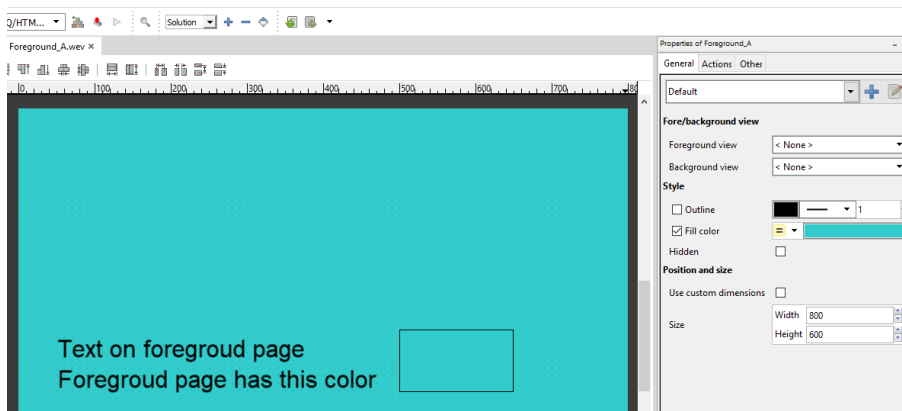 Q/HTM...
Solution
Foreground_A.wev ×
0 100 200 300 400 500 600 700 80
Text on foregroud page
Foregroud page has this color
Properties of Foreground_A
General Actions Other
Default
Fore/background view
Foreground view < None >
Background view < None >
Style
Outline 1
Fill color =
Hidden
Position and size
Use custom dimensions
Size
Width 800
Height 600